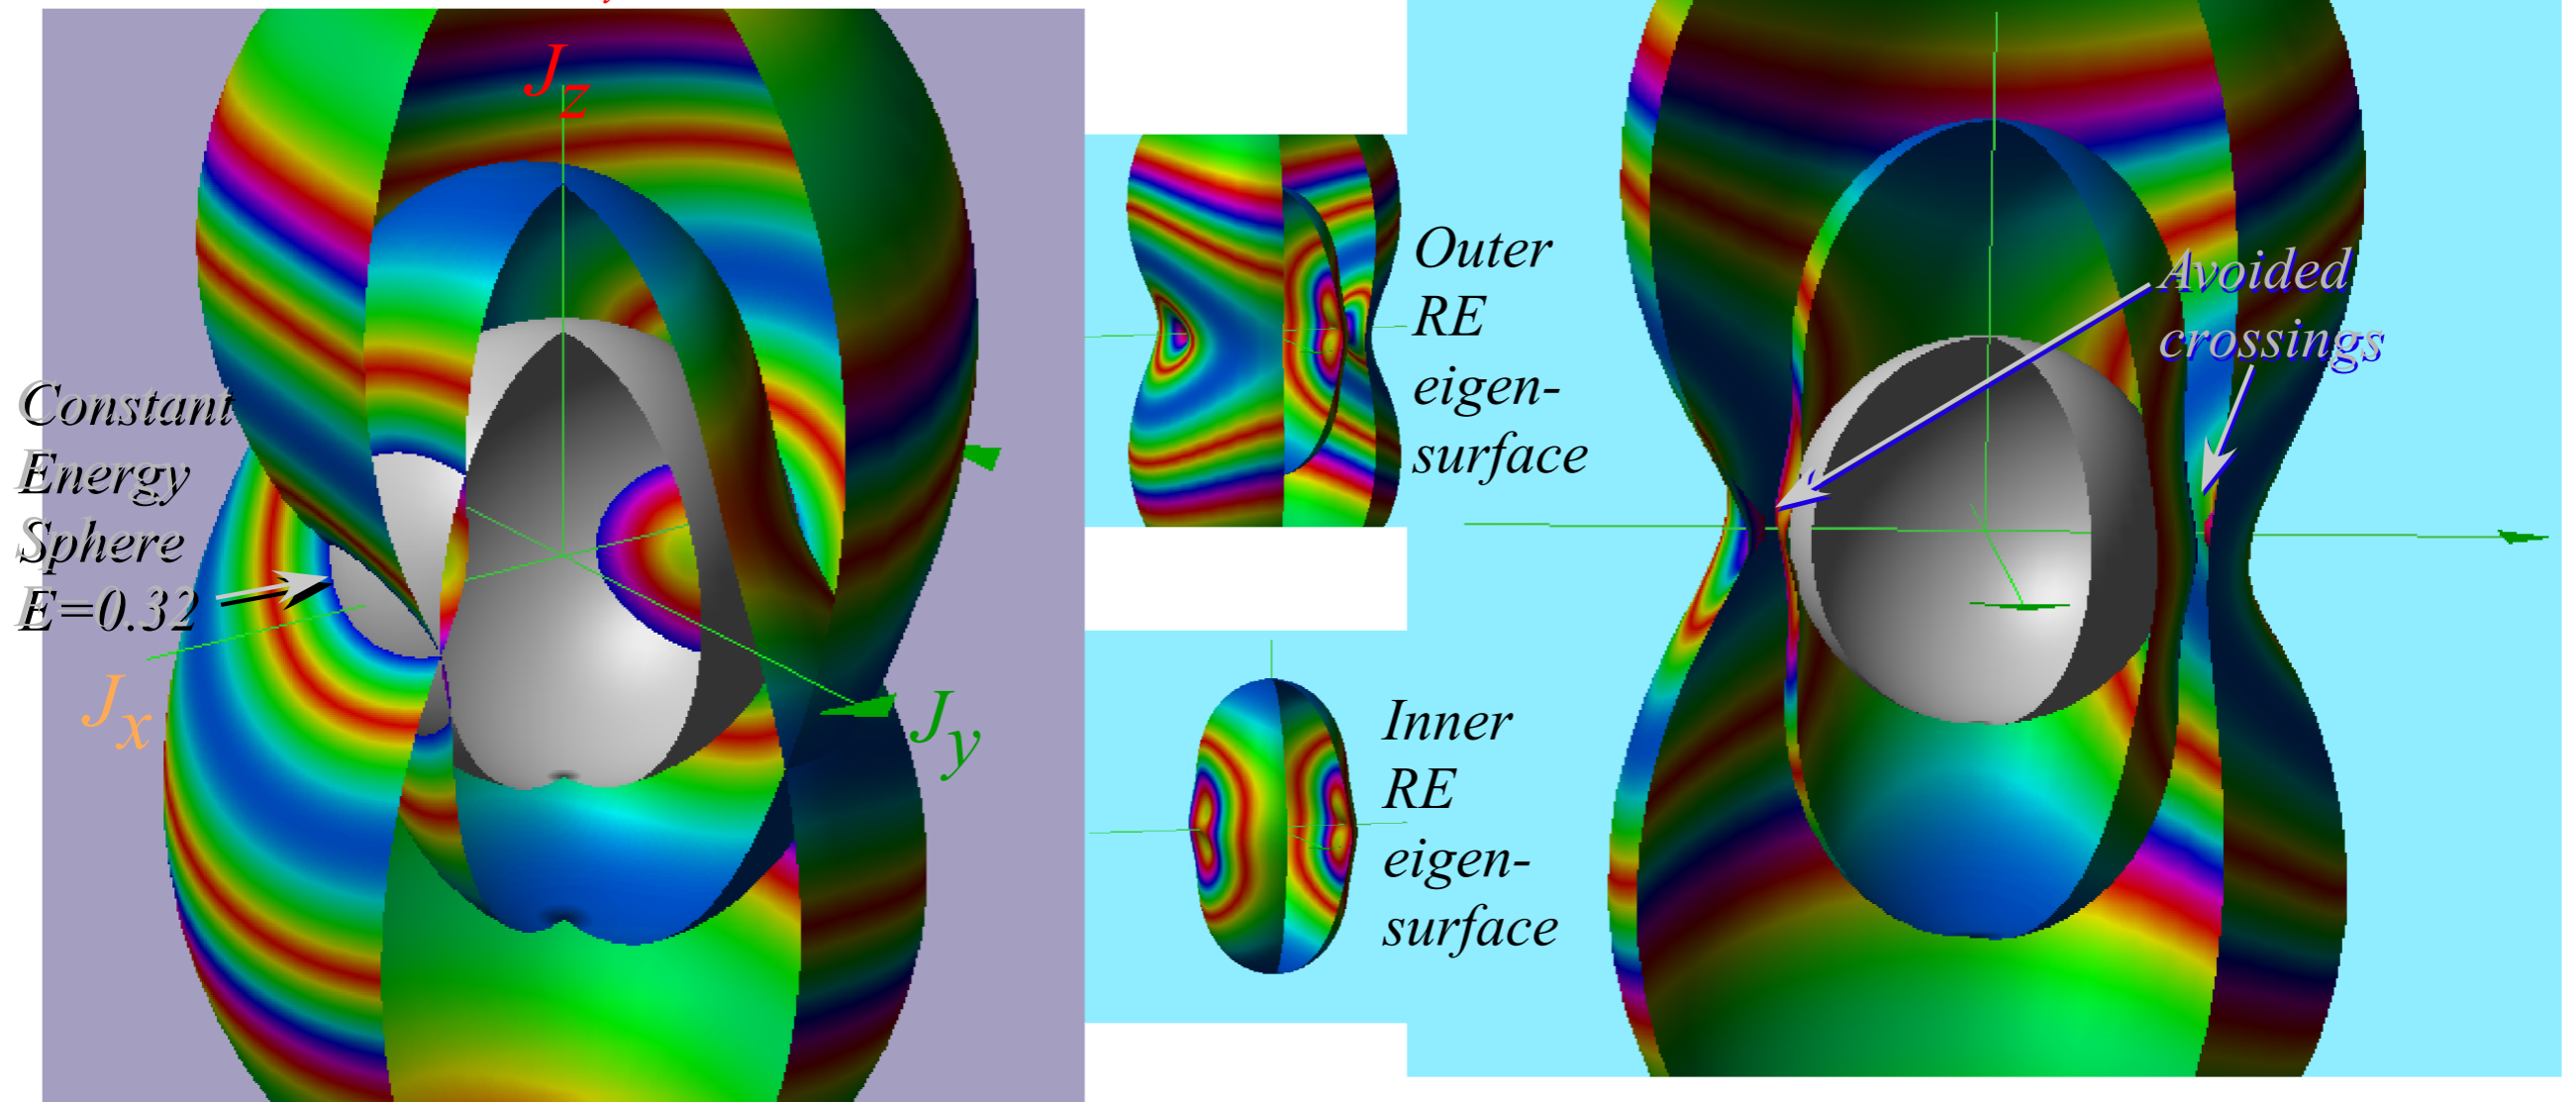 J_z
Constant
Energy
Sphere
E=0.32
J_x
J_y
Outer
RE
eigen-
surface
Inner
RE
eigen-
surface
Avoided
crossings